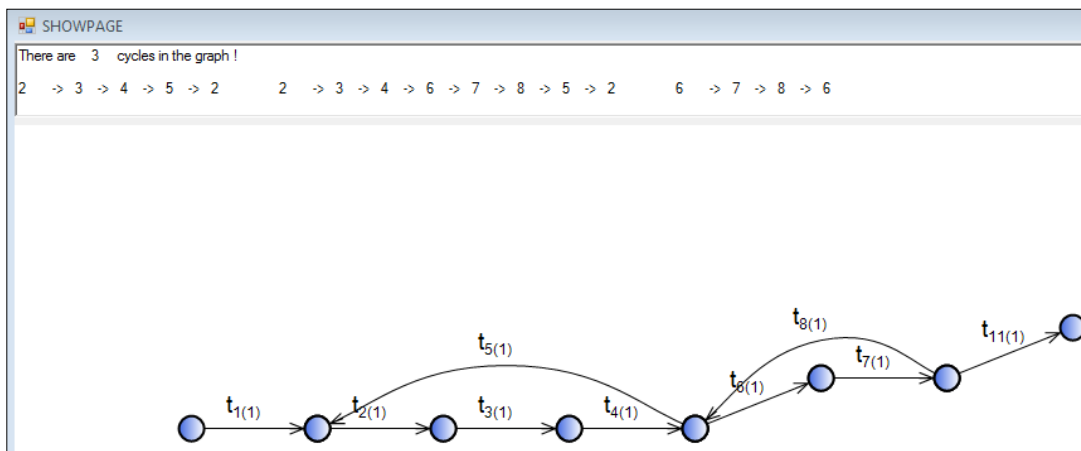 SHOWPAGE
There are 3 cycles in the graph !
2 -> 3 -> 4 -> 5 -> 2 2 -> 3 -> 4 -> 6 -> 7 -> 8 -> 5 -> 2 6 -> 7 -> 8 -> 6
t8(1)
t11(1)
t5(1)
t7(1)
t6(1)
t1(1) t2(1) t3(1) t4(1)